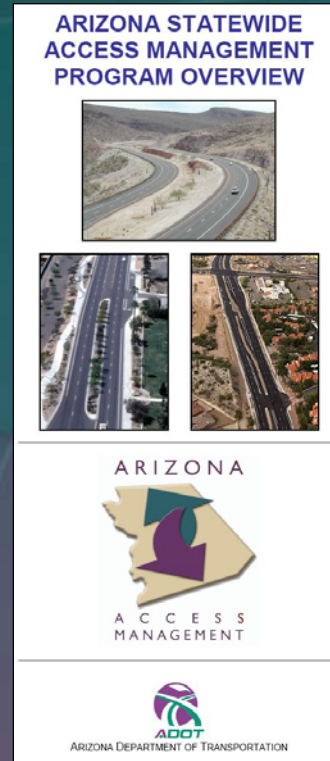 ARIZONA STATEWIDE
ACCESS MANAGEMENT
PROGRAM OVERVIEW
ARIZONA
ACCESS
MANAGEMENT
ADOT
ARIZONA DEPARTMENT OF TRANSPORTATION